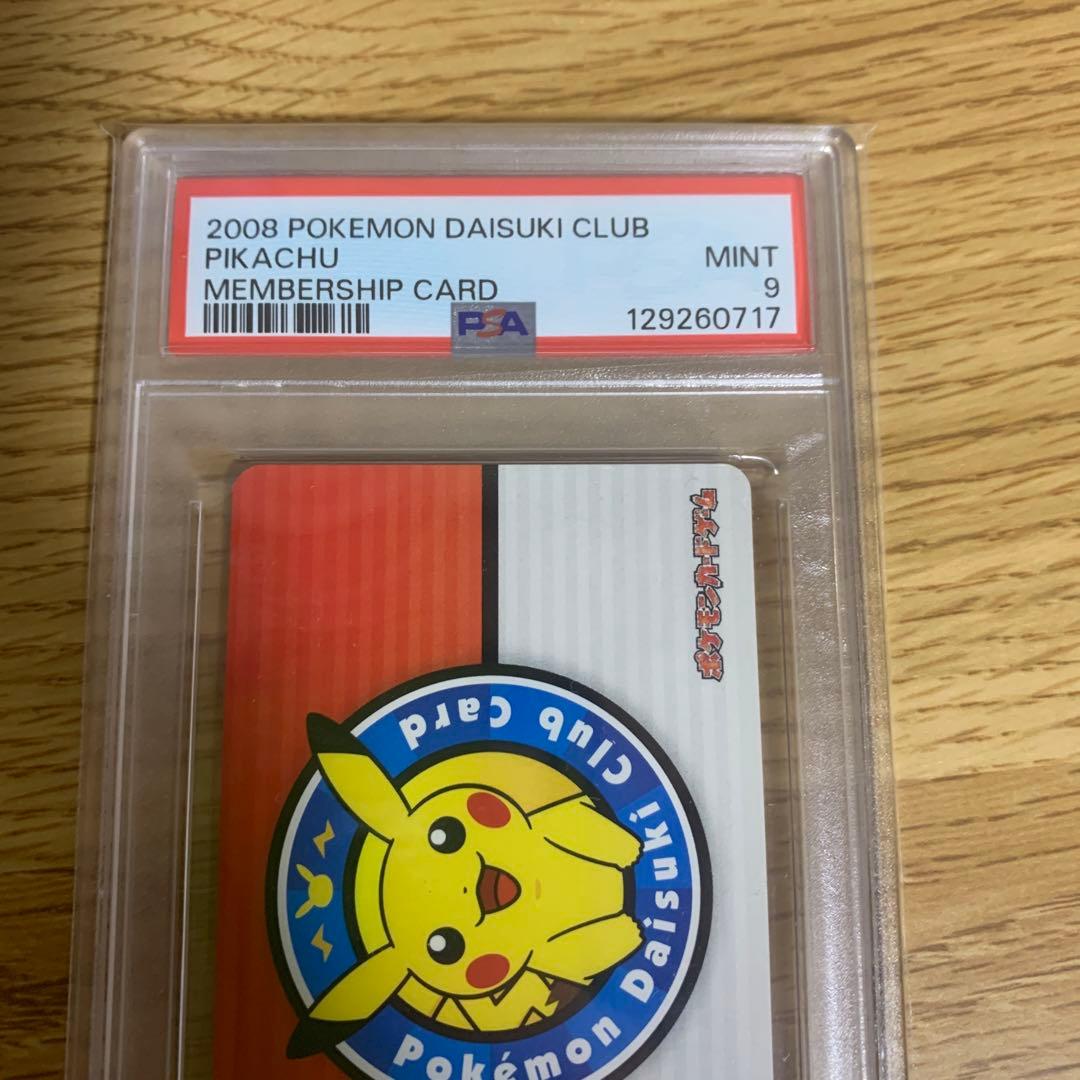 2008 POKEMON DAISUKI CLUB
PIKACHU
MINT
MEMBERSHIP CARD
9
PSA
129260717
ポケモンカードゲーム
Pokémon Daisuki Club Card